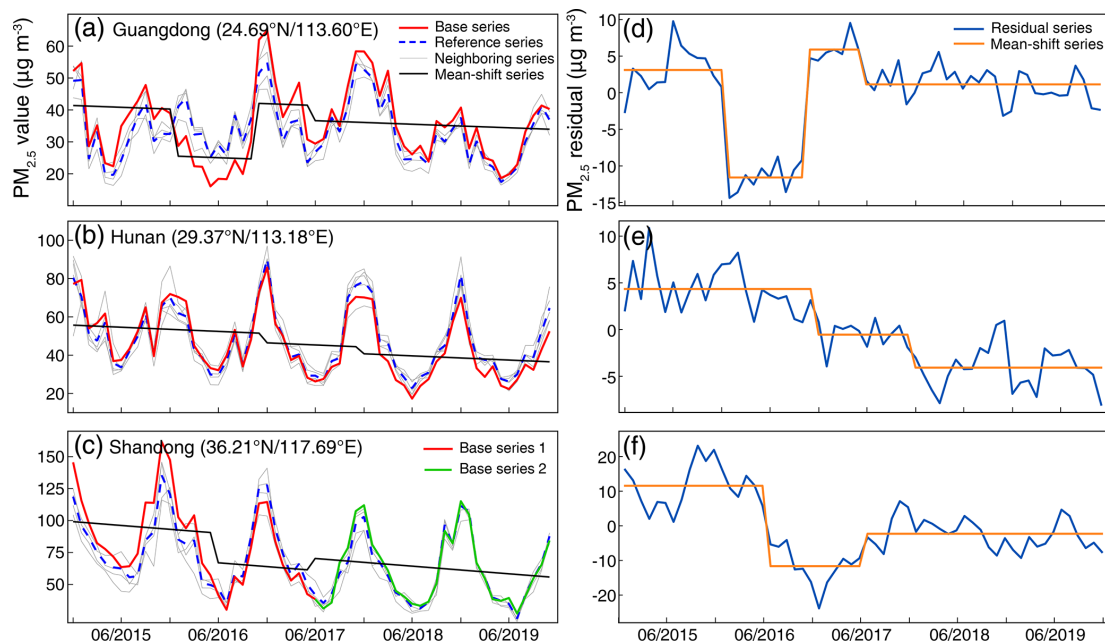 (a) Guangdong (24.69°N/113.60°E)
Base series
Reference series
Neighboring series
Mean-shift series
PM2.5 value (µg m-3)
60
50
40
30
20
(b) Hunan (29.37°N/113.18°E)
100
80
60
40
20
(c) Shandong (36.21°N/117.69°E)
Base series 1
Base series 2
150
125
100
75
50
06/2015 06/2016 06/2017 06/2018 06/2019
(d)
Residual series
Mean-shift series
PM2.5 residual (µg m-3)
10
5
0
-5
-10
-15
(e)
10
5
0
-5
(f)
20
10
0
-10
-20
06/2015 06/2016 06/2017 06/2018 06/2019